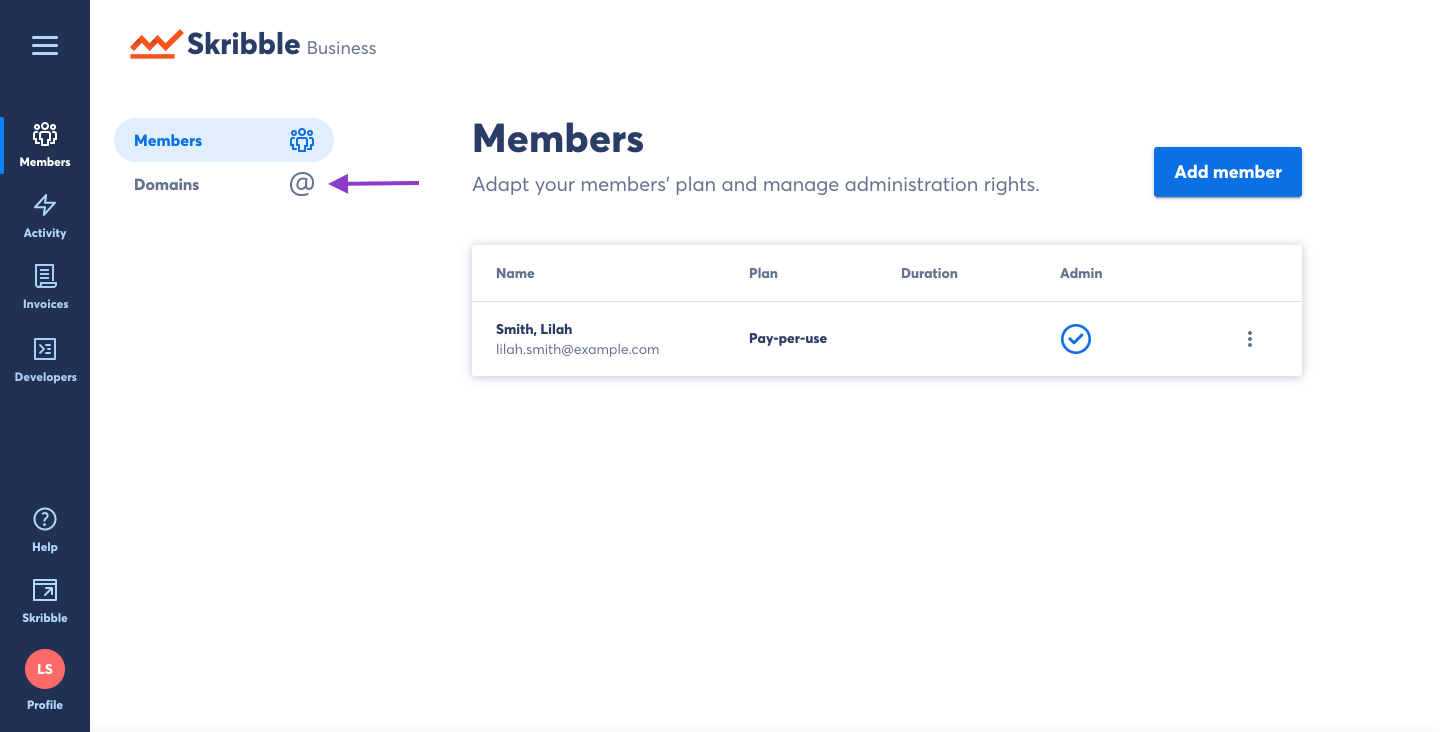 Skribble Business
Members
Activity
Invoices
Developers
Help
Skribble
LS
Profile
Members
Domains @
Members
Adapt your members' plan and manage administration rights.
Add member
Name Plan Duration Admin
Smith, Lilah
lilah.smith@example.com
Pay-per-use